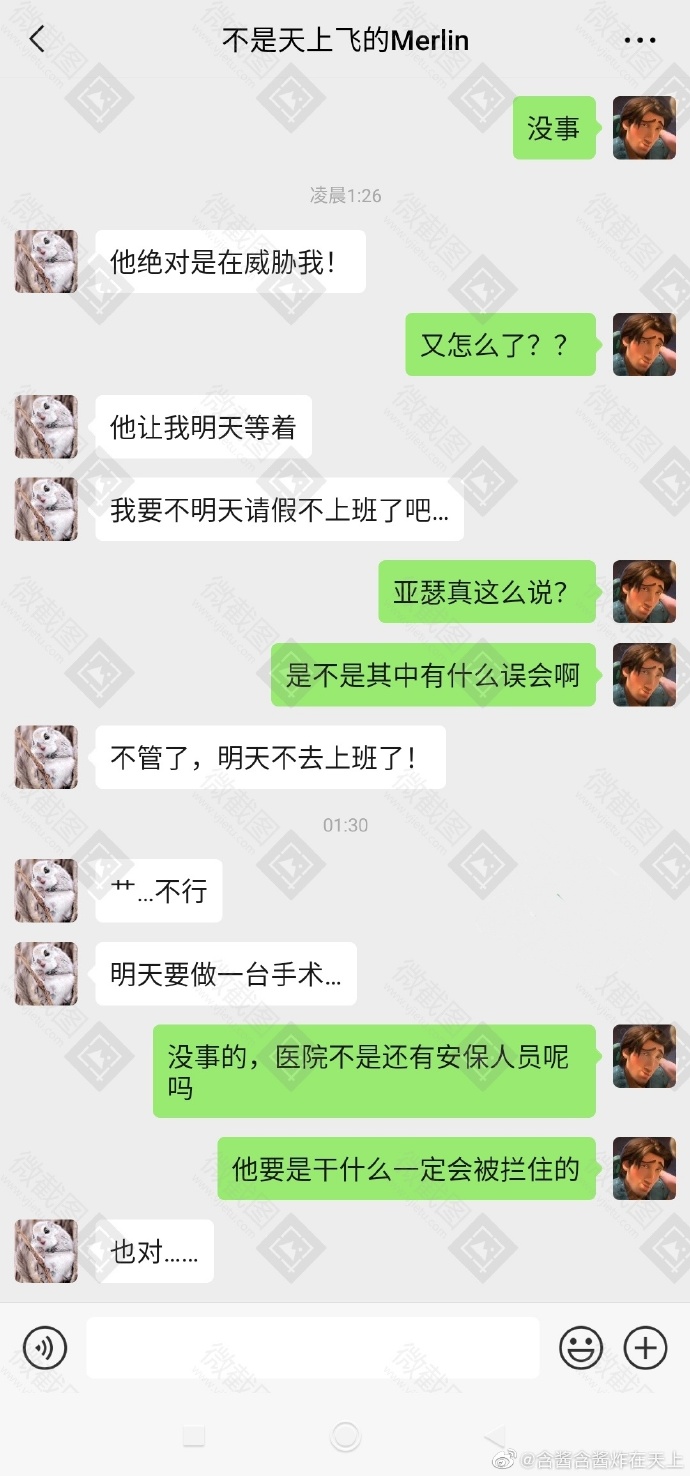 不是天上飞的Merlin
没事
凌晨1:26
他绝对是在威胁我！
又怎么了？？
他让我明天等着
我要不明天请假不上班了吧...
亚瑟真这么说？
是不是其中有什么误会啊
不管了，明天不去上班了！
01:30
艹...不行
明天要做一台手术...
没事的，医院不是还有安保人员呢
吗
他要是干什么一定会被拦住的
也对......
@含酱含酱炸在天上
微截图